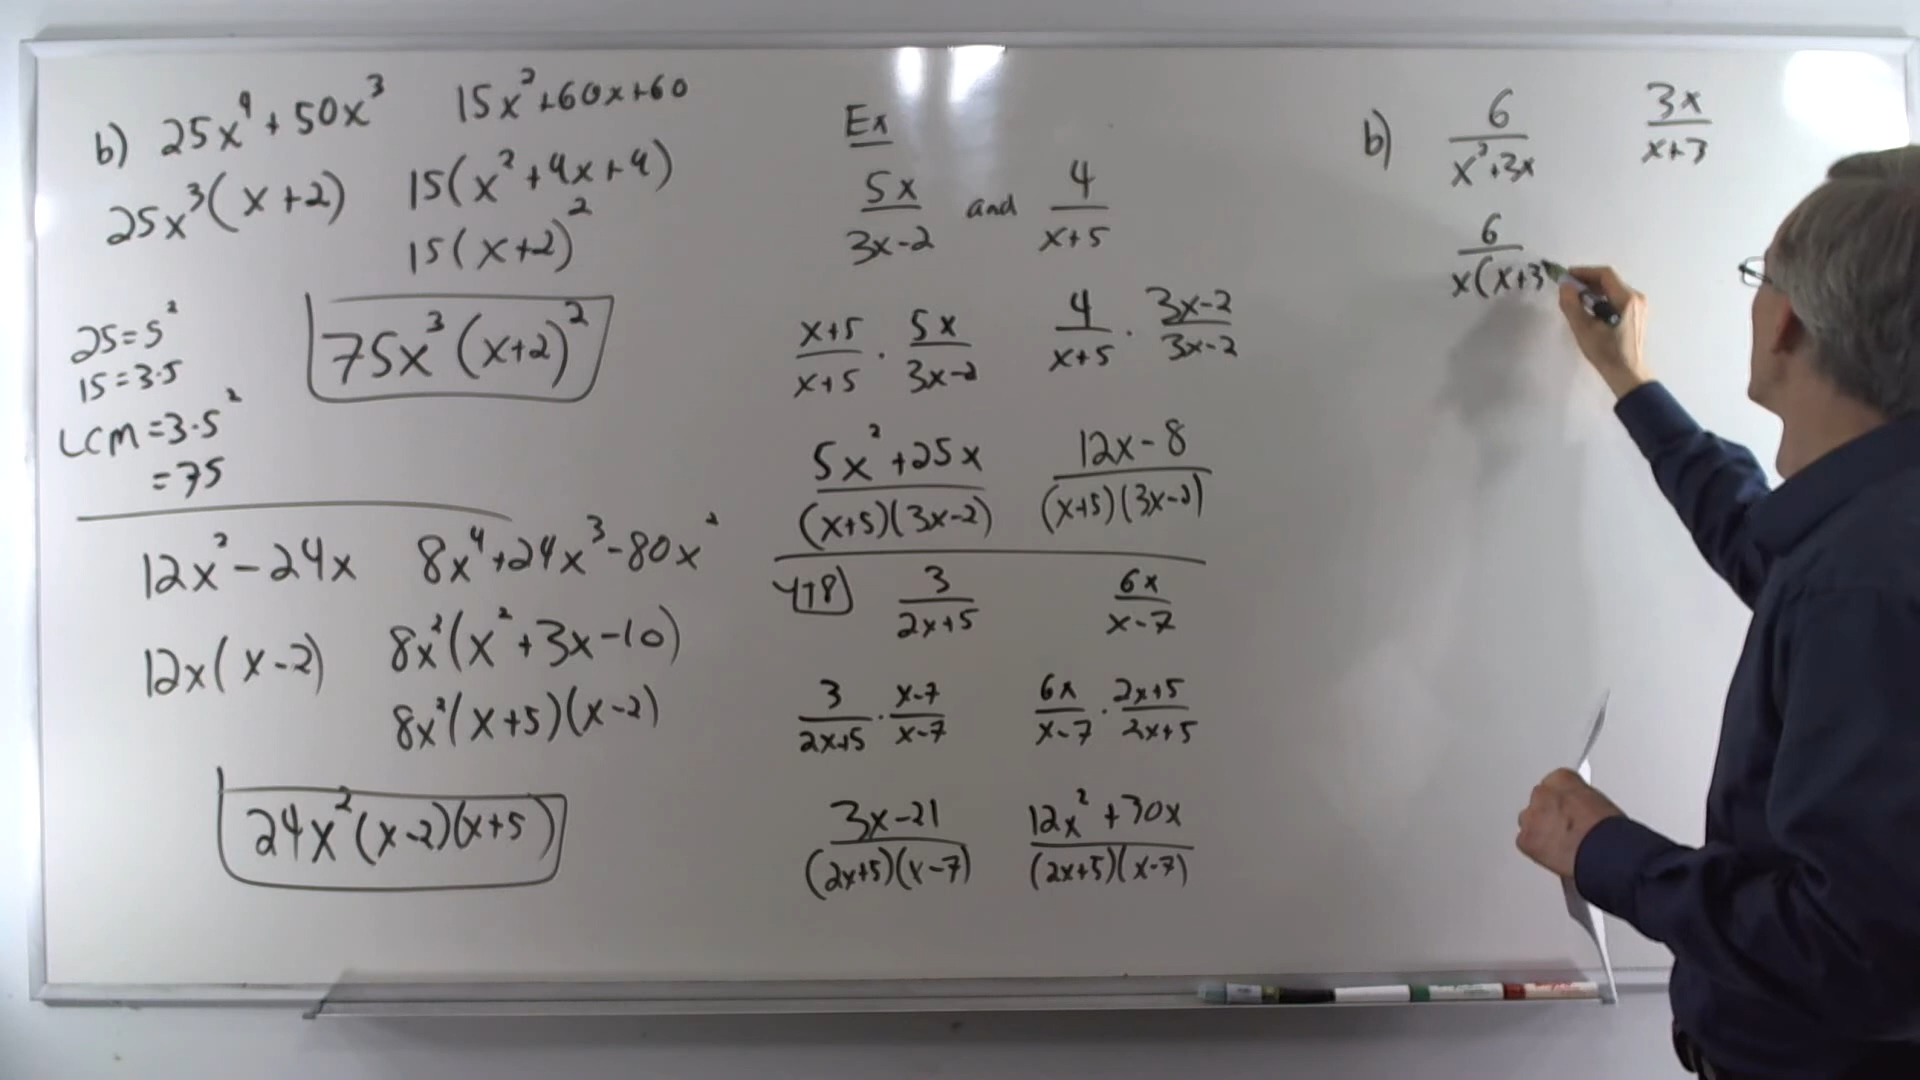 b) 25x⁴ + 50x³   15x² + 60x + 60
25x³(x + 2)   15(x² + 4x + 4)
15(x + 2)²
25 = 5²
15 = 3·5
LCM = 3·5²
= 75
75x³(x+2)²
12x² - 24x   8x⁴ + 24x³ - 80x²
12x(x - 2)   8x²(x² + 3x - 10)
8x²(x + 5)(x - 2)
24x²(x - 2)(x + 5)
Ex
5x/(3x - 2) and 4/(x + 5)
(x+5)/(x+5) · 5x/(3x-2)   4/(x+5) · (3x-2)/(3x-2)
(5x² + 25x)/((x+5)(3x-2))   (12x - 8)/((x+5)(3x-2))
3/(2x+5)   6x/(x-7)
3/(2x+5) · (x-7)/(x-7)   6x/(x-7) · (2x+5)/(2x+5)
(3x - 21)/((2x+5)(x-7))   (12x² + 30x)/((2x+5)(x-7))
b) 6/(x² + 3x)   3x/(x+3)
6/x(x+3